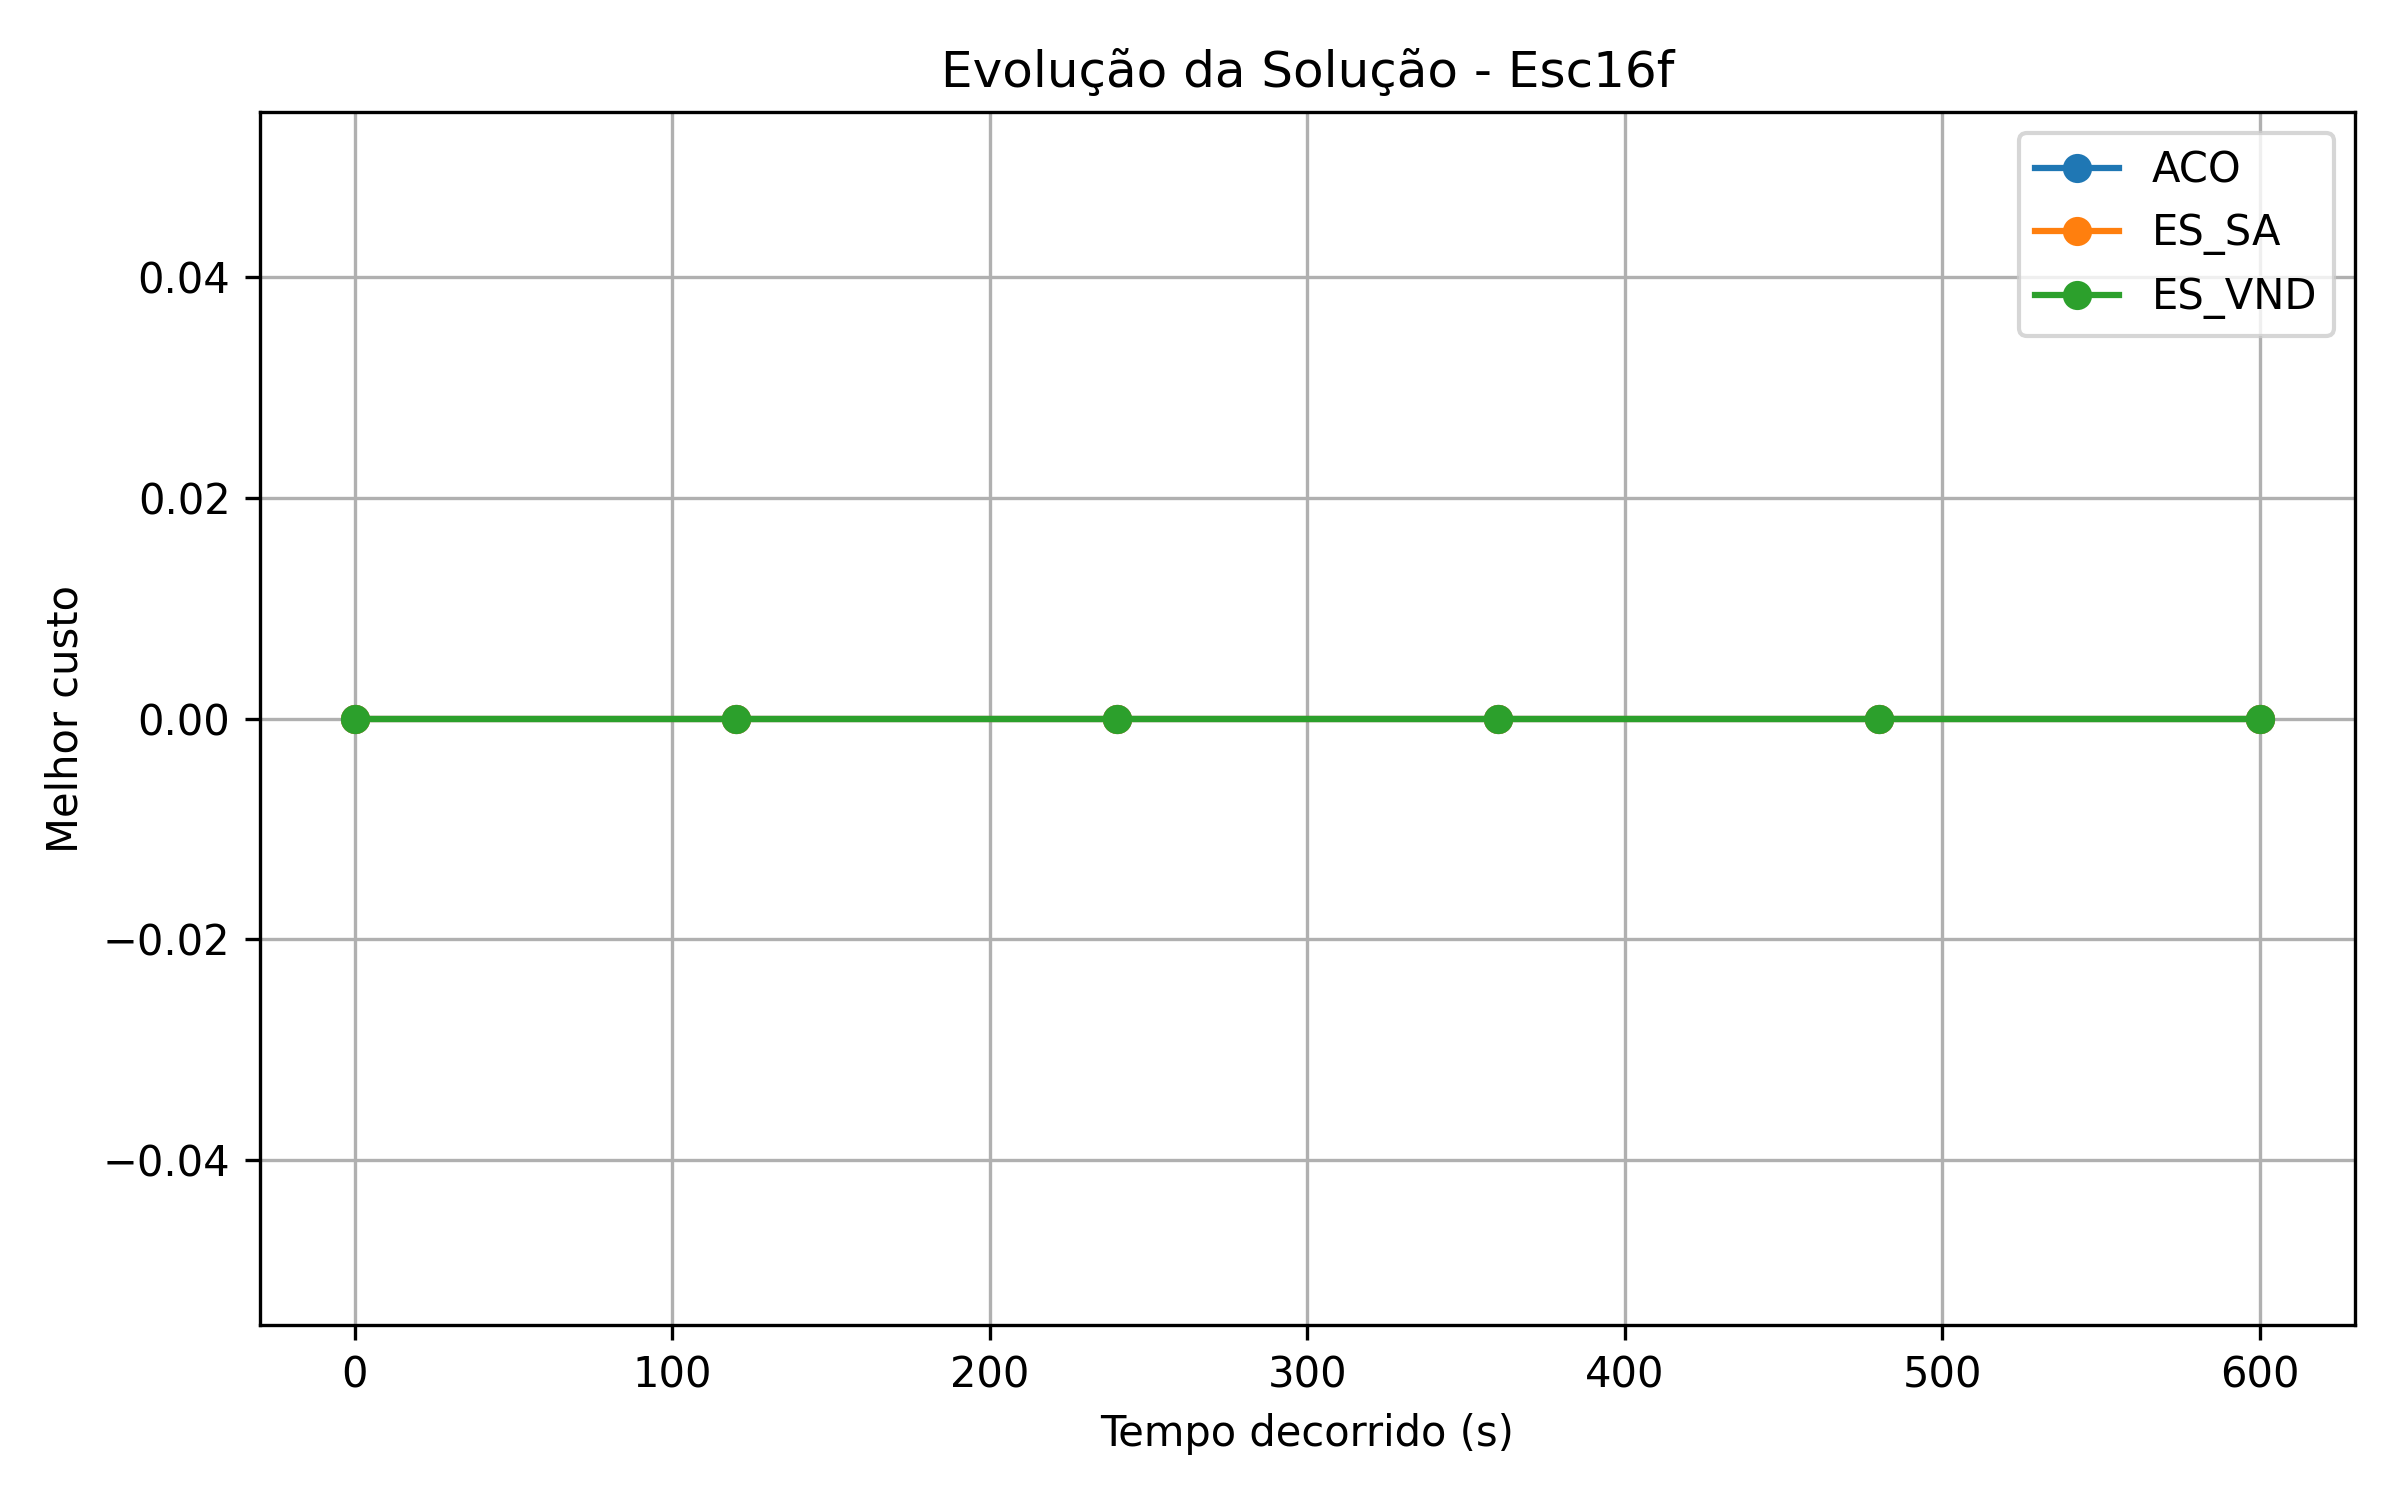 Evolução da Solução - Esc16f
ACO
ES_SA
ES_VND
0.04
0.02
0.00
−0.02
−0.04
Melhor custo
0 100 200 300 400 500 600
Tempo decorrido (s)